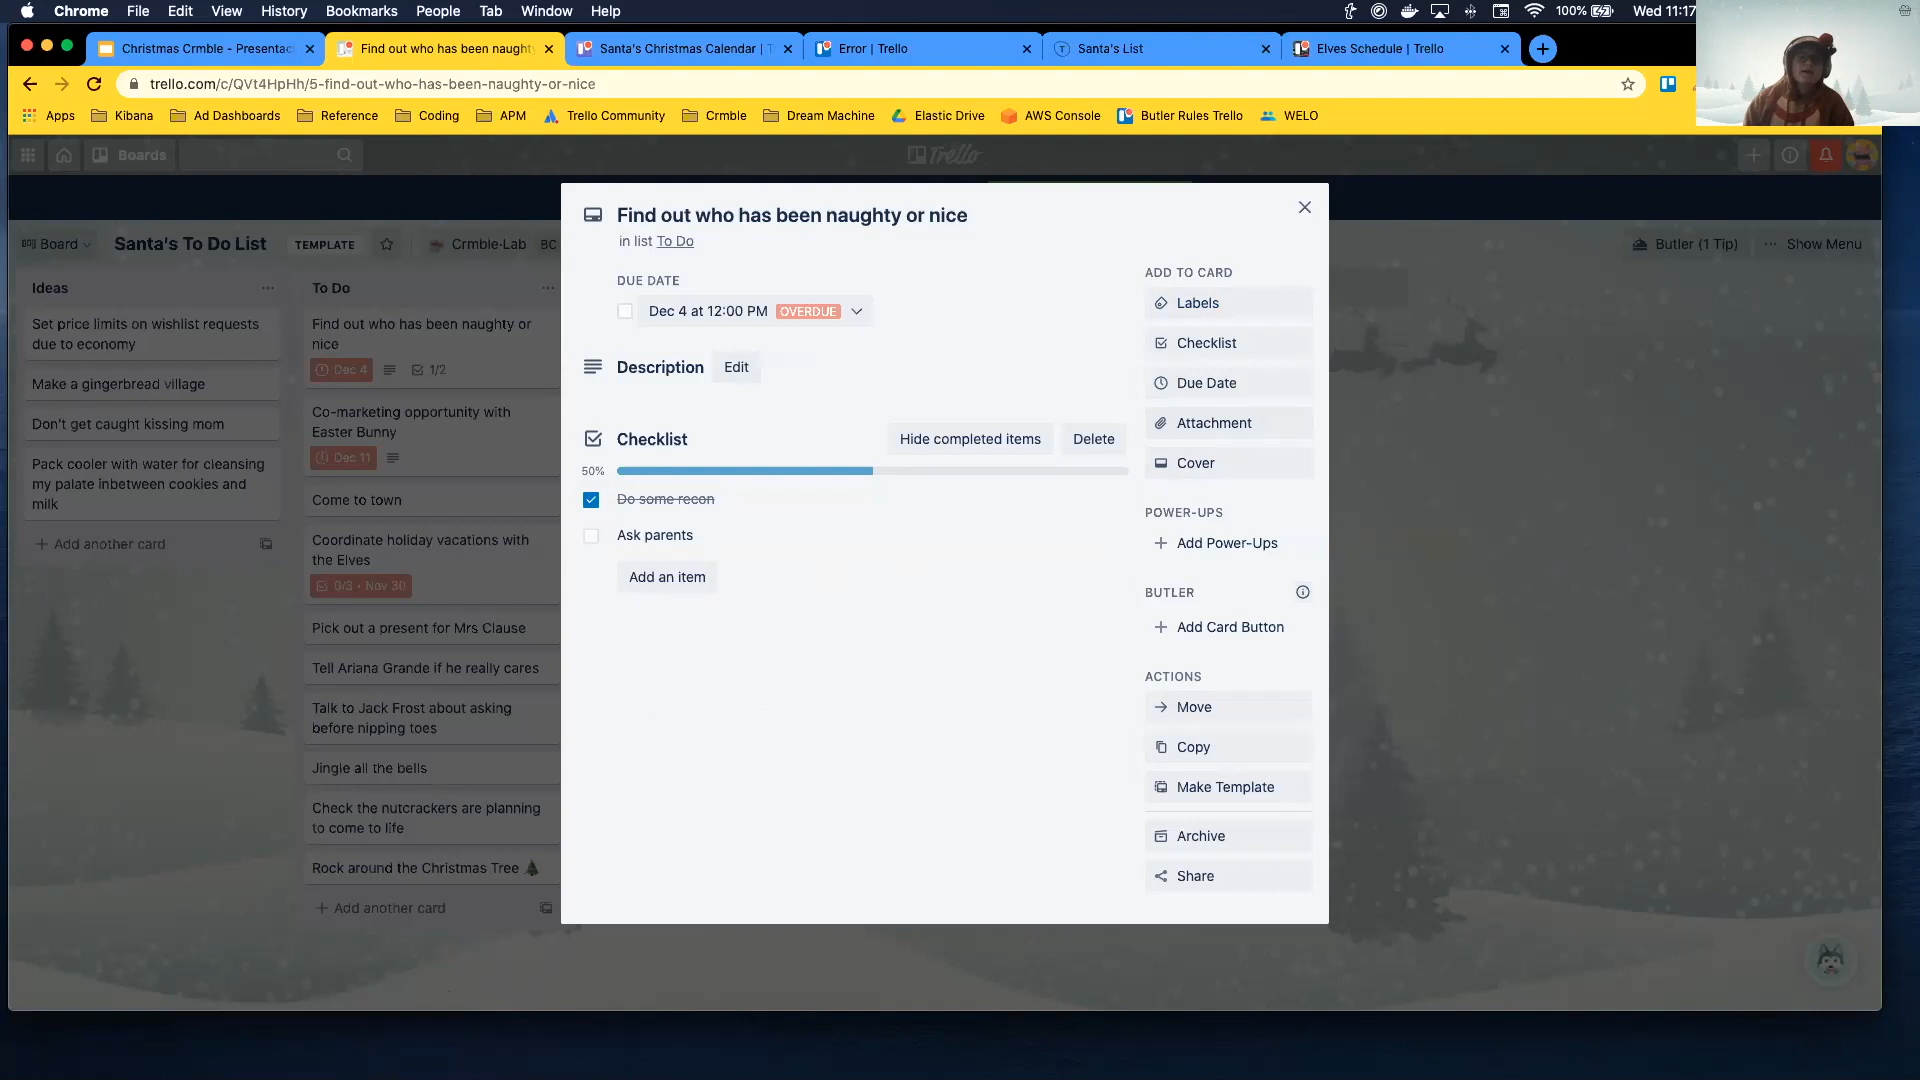 Chrome File Edit View History Bookmarks People Tab Window Help 100% Wed 11:17
Christmas Crmble - Presentac Find out who has been naughty Santa's Christmas Calendar | T Error | Trello Santa's List Elves Schedule | Trello
trello.com/c/QVt4HpHh/5-find-out-who-has-been-naughty-or-nice
Apps Kibana Ad Dashboards Reference Coding APM Trello Community Crmble Dream Machine Elastic Drive AWS Console Butler Rules Trello WELO
Boards Trello
Board Santa's To Do List TEMPLATE Crmble-Lab BC Butler (1 Tip) ... Show Menu
Ideas ...
Set price limits on wishlist requests
due to economy
Make a gingerbread village
Don't get caught kissing mom
Pack cooler with water for cleansing
my palate inbetween cookies and
milk
+ Add another card
To Do ...
Find out who has been naughty or
nice
Dec 4 1/2
Co-marketing opportunity with
Easter Bunny
Dec 11
Come to town
Coordinate holiday vacations with
the Elves
0/3 • Nov 30
Pick out a present for Mrs Clause
Tell Ariana Grande if he really cares
Talk to Jack Frost about asking
before nipping toes
Jingle all the bells
Check the nutcrackers are planning
to come to life
Rock around the Christmas Tree 🎄
+ Add another card
Find out who has been naughty or nice
in list To Do
DUE DATE
Dec 4 at 12:00 PM OVERDUE
Description Edit
Checklist Hide completed items Delete
50%
Do some recon
Ask parents
Add an item
ADD TO CARD
Labels
Checklist
Due Date
Attachment
Cover
POWER-UPS
+ Add Power-Ups
BUTLER
+ Add Card Button
ACTIONS
Move
Copy
Make Template
Archive
Share